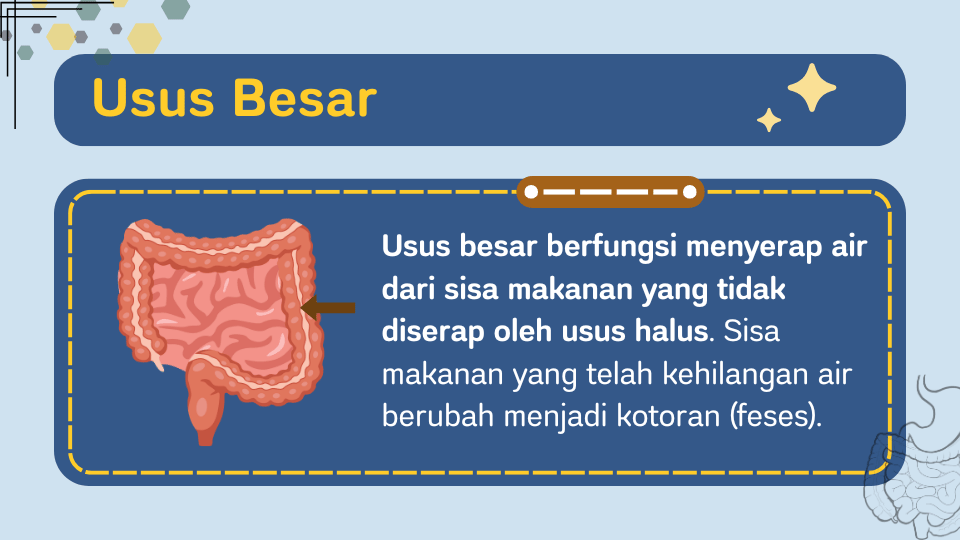 Usus Besar
Usus besar berfungsi menyerap air
dari sisa makanan yang tidak
diserap oleh usus halus. Sisa
makanan yang telah kehilangan air
berubah menjadi kotoran (feses).